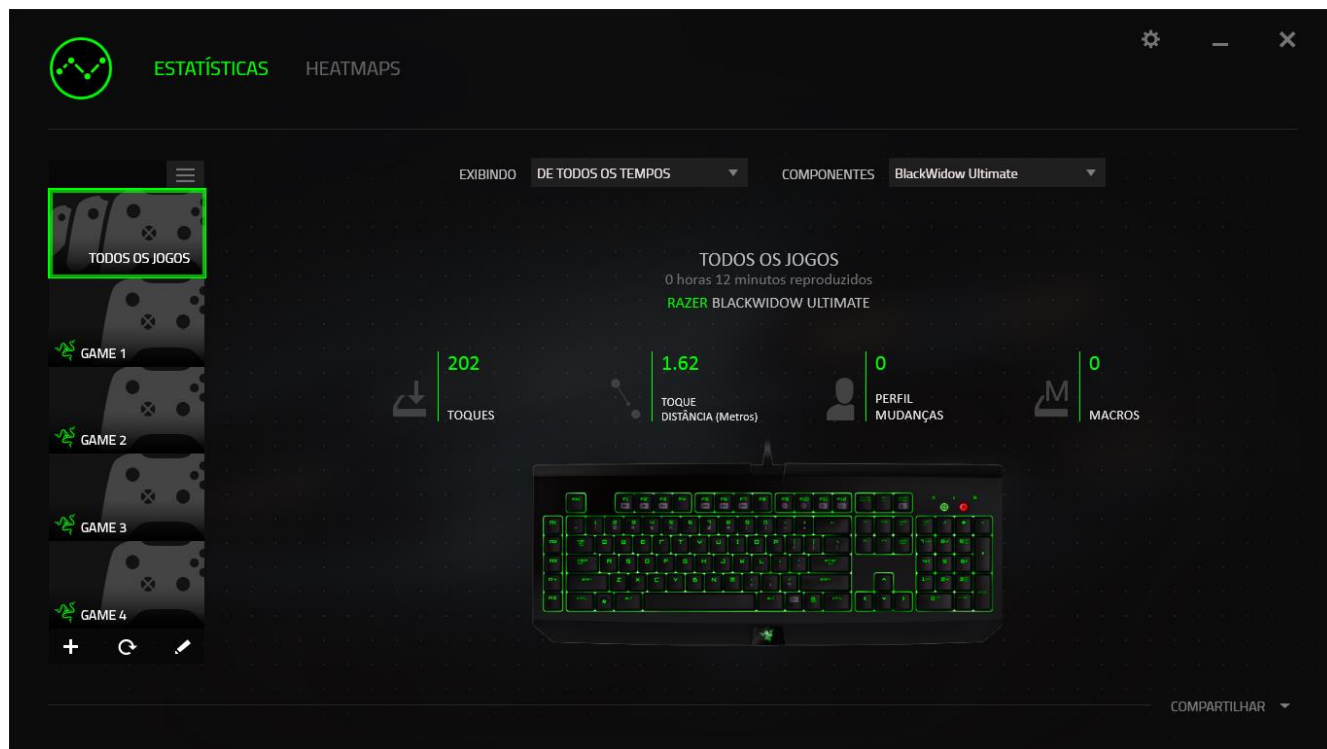 ESTATÍSTICAS HEATMAPS
EXIBINDO DE TODOS OS TEMPOS COMPONENTES BlackWidow Ultimate
TODOS OS JOGOS
GAME 1
GAME 2
GAME 3
GAME 4
TODOS OS JOGOS
0 horas 12 minutos reproduzidos
RAZER BLACKWIDOW ULTIMATE
202
TOQUES
1.62
TOQUE
DISTÂNCIA (Metros)
0
PERFIL
MUDANÇAS
M
0
MACROS
COMPARTILHAR